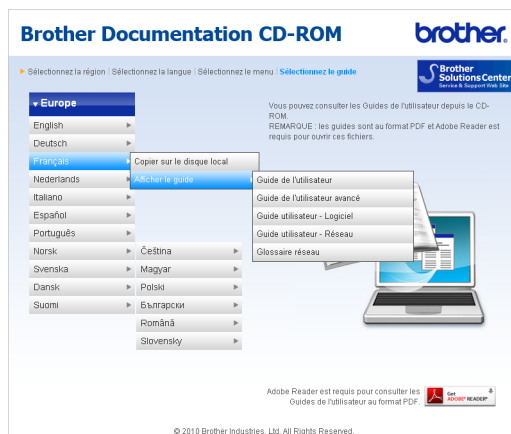 Brother Documentation CD-ROM
brother.
Sélectionnez la région | Sélectionnez la langue | Sélectionnez le menu | Sélectionnez le guide
Brother
Solutions Center
Service & Support Web Site
Europe
English
Deutsch
Français
Nederlands
Italiano
Español
Português
Norsk
Svenska
Dansk
Suomi
Copier sur le disque local
Afficher le guide
Čeština
Magyar
Polski
Български
Română
Slovensky
Vous pouvez consulter les Guides de l'utilisateur depuis le CD-
ROM.
REMARQUE : les guides sont au format PDF et Adobe Reader est
requis pour ouvrir ces fichiers.
Guide de l'utilisateur
Guide de l'utilisateur avancé
Guide utilisateur - Logiciel
Guide utilisateur - Réseau
Glossaire réseau
Adobe Reader est requis pour consulter les
Guides de l'utilisateur au format PDF.
Get
ADOBE® READER®
© 2010 Brother Industries, Ltd. All Rights Reserved.